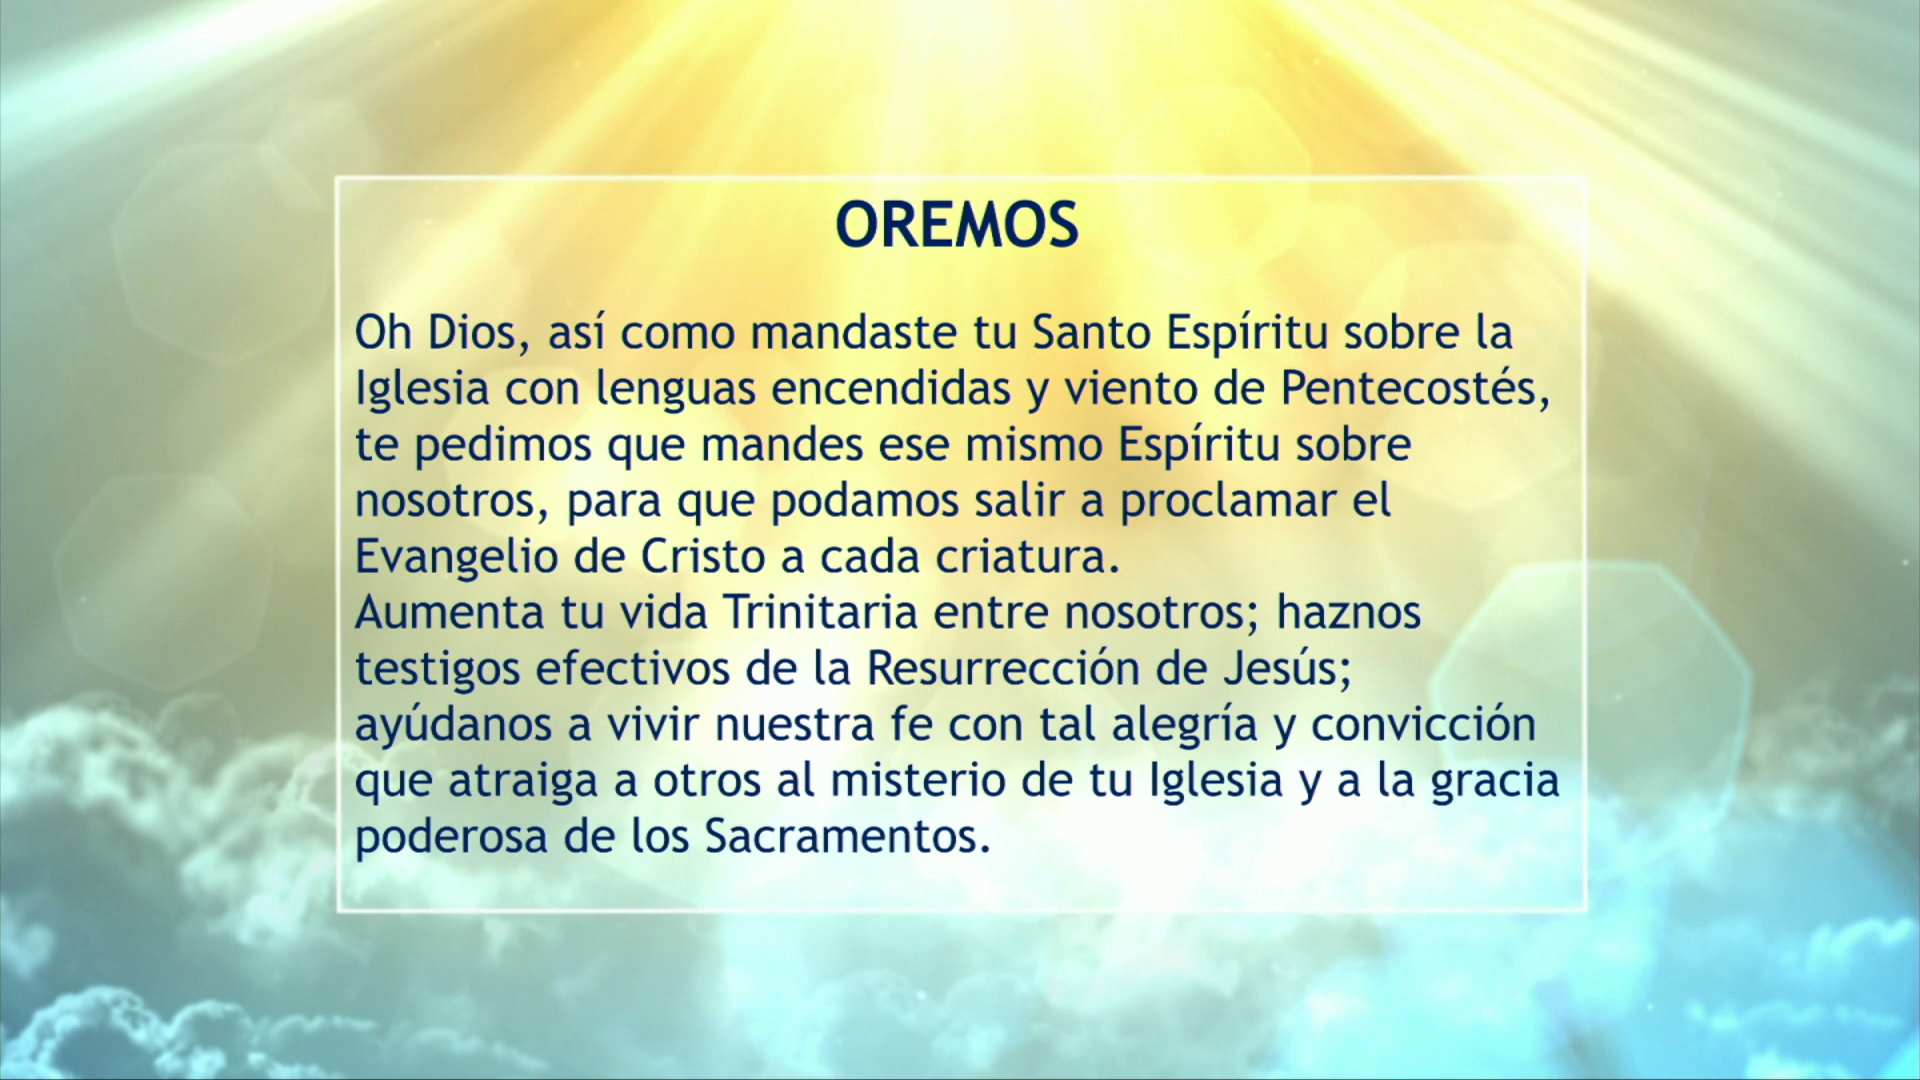 OREMOS
Oh Dios, así como mandaste tu Santo Espíritu sobre la
Iglesia con lenguas encendidas y viento de Pentecostés,
te pedimos que mandes ese mismo Espíritu sobre
nosotros, para que podamos salir a proclamar el
Evangelio de Cristo a cada criatura.
Aumenta tu vida Trinitaria entre nosotros; haznos
testigos efectivos de la Resurrección de Jesús;
ayúdanos a vivir nuestra fe con tal alegría y convicción
que atraiga a otros al misterio de tu Iglesia y a la gracia
poderosa de los Sacramentos.